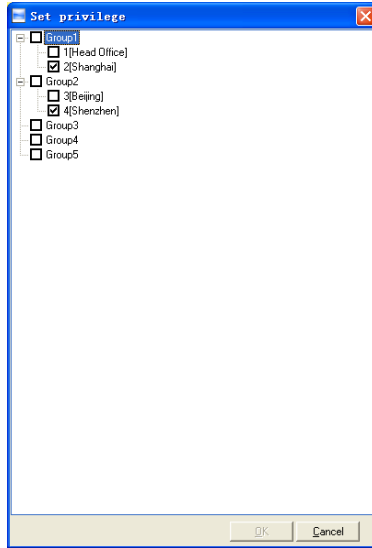 Set privilege
Group1
1[Head Office]
2[Shanghai]
Group2
3[Beijing]
4[Shenzhen]
Group3
Group4
Group5
OK Cancel